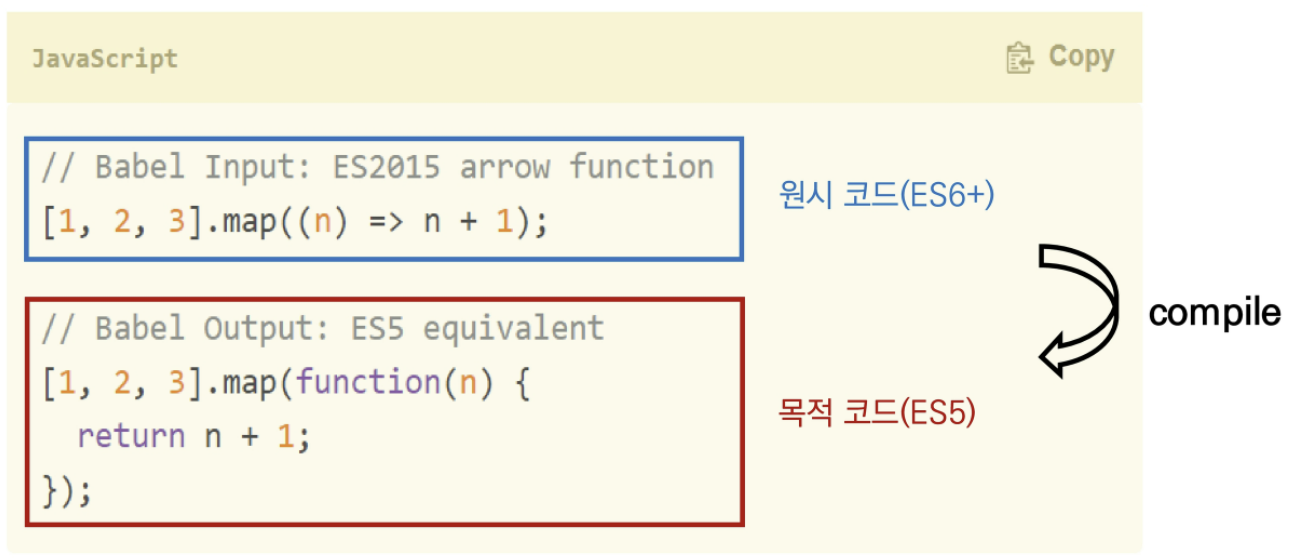 JavaScript
Copy
// Babel Input: ES2015 arrow function
[1, 2, 3].map((n) => n + 1);
원시 코드(ES6+)
compile
// Babel Output: ES5 equivalent
[1, 2, 3].map(function(n) {
  return n + 1;
});
목적 코드(ES5)